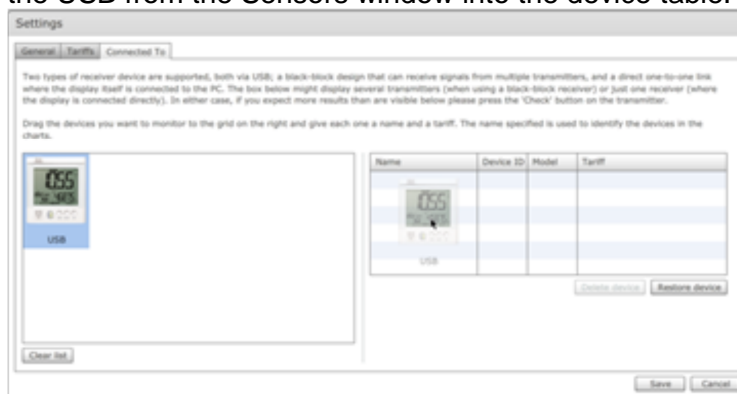 the USB from the Sensors window into the device table.
Settings
General Tariffs Connected To
Two types of receiver device are supported, both via USB; a black-block design that can receive signals from multiple transmitters, and a direct one-to-one link
where the display itself is connected to the PC. The box below might display several transmitters (when using a black-block receiver) or just one receiver (where
the display is connected directly). In either case, if you expect more results than are visible below please press the 'Check' button on the transmitter.
Drag the devices you want to monitor to the grid on the right and give each one a name and a tariff. The name specified is used to identify the devices in the
charts.
Name Device ID Model Tariff
USB
USB
Delete device Restore device
Clear list
Save Cancel